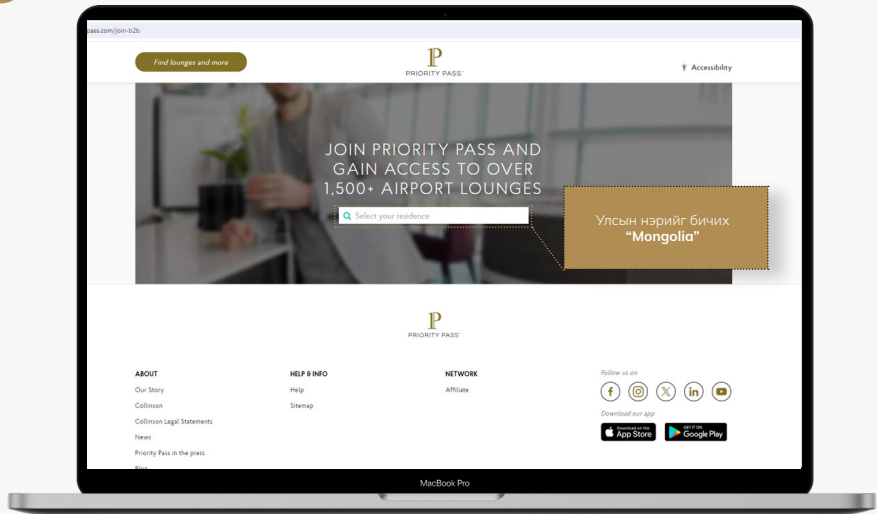 pass.com/join-b2b
Find lounges and more
PRIORITY PASS
Accessibility
JOIN PRIORITY PASS AND
GAIN ACCESS TO OVER
1,500+ AIRPORT LOUNGES
Select your residence
Улсын нэрийг бичих
“Mongolia”
PRIORITY PASS
ABOUT
Our Story
Collinson
Collinson Legal Statements
News
Priority Pass in the press
Blog
HELP & INFO
Help
Sitemap
NETWORK
Affiliate
Follow us on
Download our app
Download on the
App Store
GET IT ON
Google Play
MacBook Pro